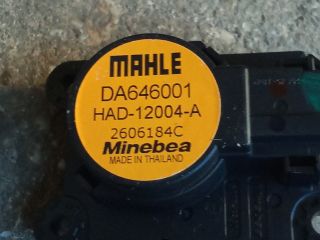 MAHLE
DA646001
HAD-12004-A
2606184C
Minebea
MADE IN THAILAND